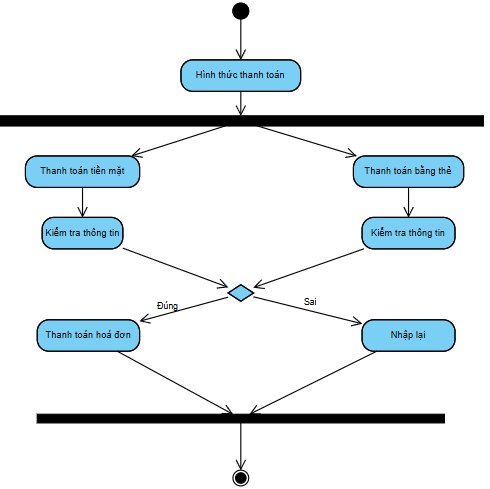 Hình thức thanh toán
Thanh toán tiền mặt
Thanh toán bằng thẻ
Kiểm tra thông tin
Kiểm tra thông tin
Đúng
Sai
Thanh toán hoá đơn
Nhập lại